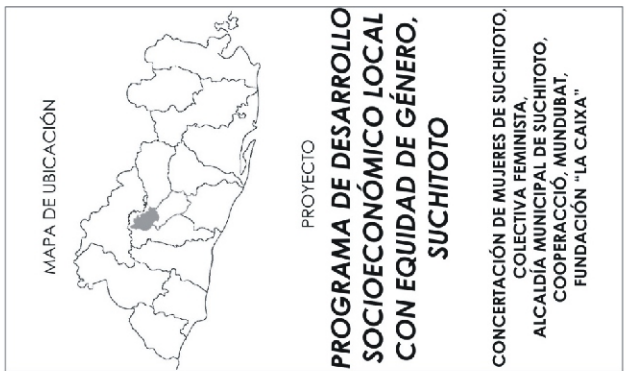 MAPA DE UBICACIÓN
PROYECTO
PROGRAMA DE DESARROLLO
SOCIOECONÓMICO LOCAL
CON EQUIDAD DE GÉNERO,
SUCHITOTO
CONCERTACIÓN DE MUJERES DE SUCHITOTO,
COLECTIVA FEMINISTA,
ALCALDÍA MUNICIPAL DE SUCHITOTO,
COOPERACCIÓ, MUNDUBAT,
FUNDACIÓN "LA CAIXA"